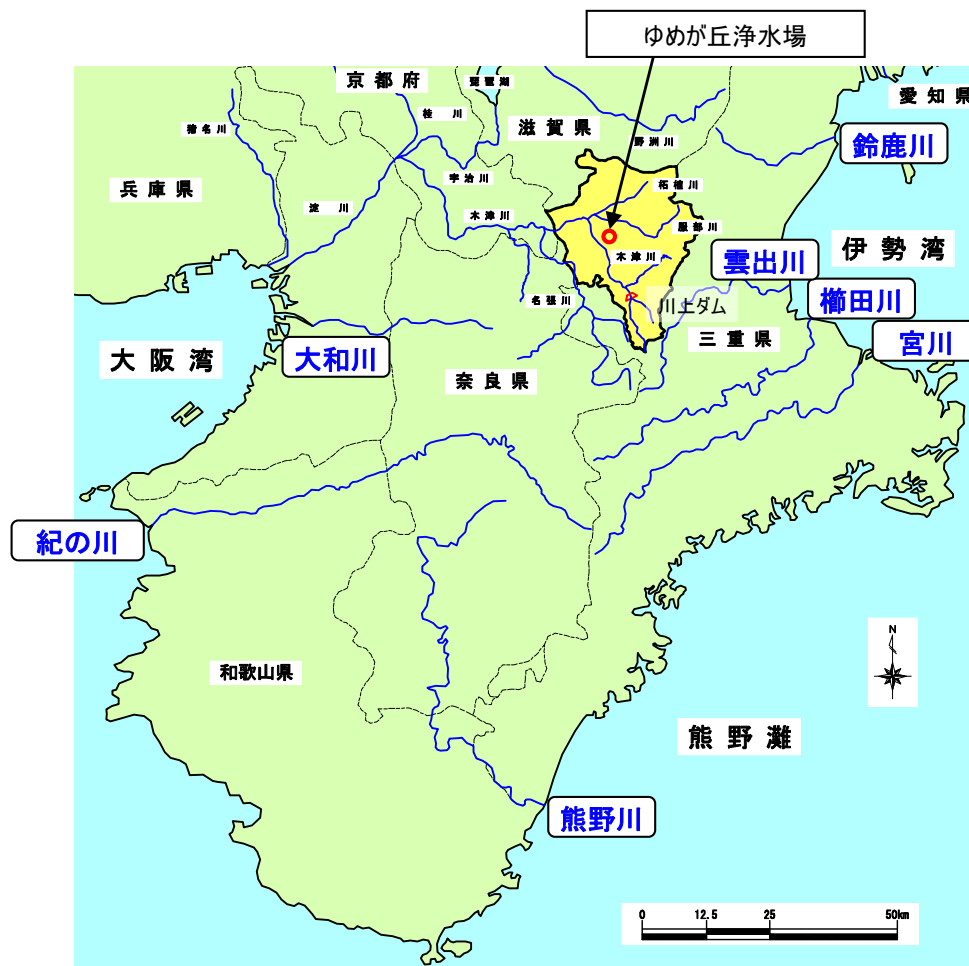 ゆめが丘浄水場
京都府
琵琶湖
愛知県
猪名川
桂川
滋賀県
野洲川
鈴鹿川
兵庫県
宇治川
柘植川
淀川
木津川
服部川
伊勢湾
木津川
雲出川
名張川
川上ダム
櫛田川
三重県
宮川
大阪湾
大和川
奈良県
紀の川
和歌山県
N
熊野灘
熊野川
0 12.5 25 50km